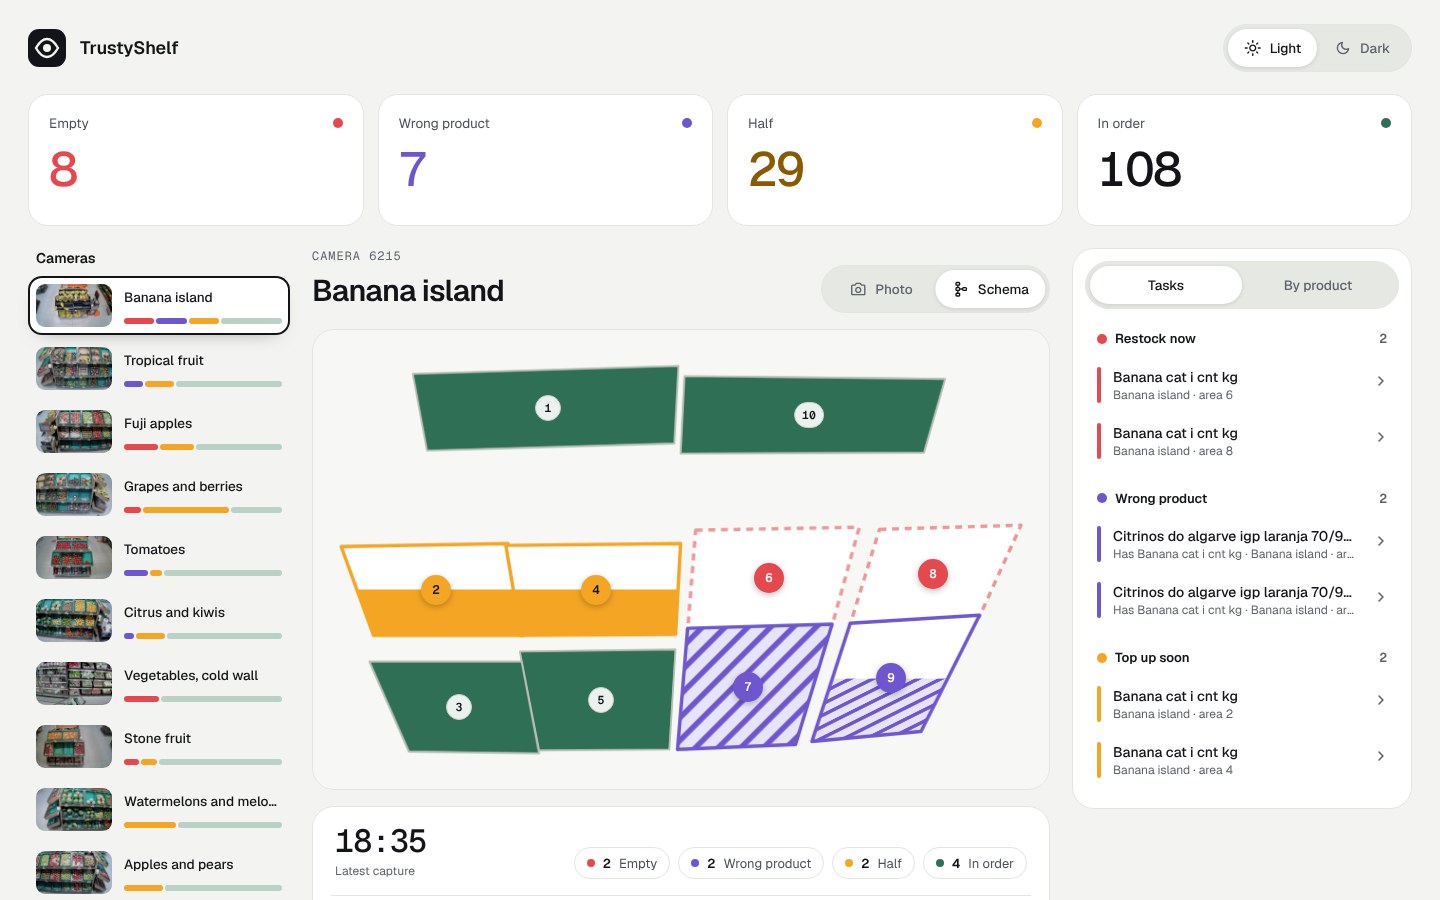 TrustyShelf
Light
Dark
Empty
8
Wrong product
7
Half
29
In order
108
Cameras
Banana island
Tropical fruit
Fuji apples
Grapes and berries
Tomatoes
Citrus and kiwis
Vegetables, cold wall
Stone fruit
Watermelons and melo...
Apples and pears
CAMERA 6215
Banana island
Photo
Schema
1
10
2
4
6
8
3
5
7
9
18:35
Latest capture
2 Empty
2 Wrong product
2 Half
4 In order
Tasks
By product
Restock now 2
Banana cat i cnt kg
Banana island · area 6
Banana cat i cnt kg
Banana island · area 8
Wrong product 2
Citrinos do algarve igp laranja 70/9...
Has Banana cat i cnt kg · Banana island · ar...
Citrinos do algarve igp laranja 70/9...
Has Banana cat i cnt kg · Banana island · ar...
Top up soon 2
Banana cat i cnt kg
Banana island · area 2
Banana cat i cnt kg
Banana island · area 4